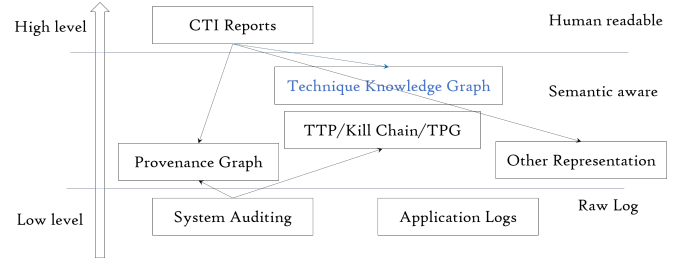 High level
CTI Reports
Human readable
Technique Knowledge Graph
Semantic aware
TTP/Kill Chain/TPG
Provenance Graph
Other Representation
Raw Log
Low level
System Auditing
Application Logs